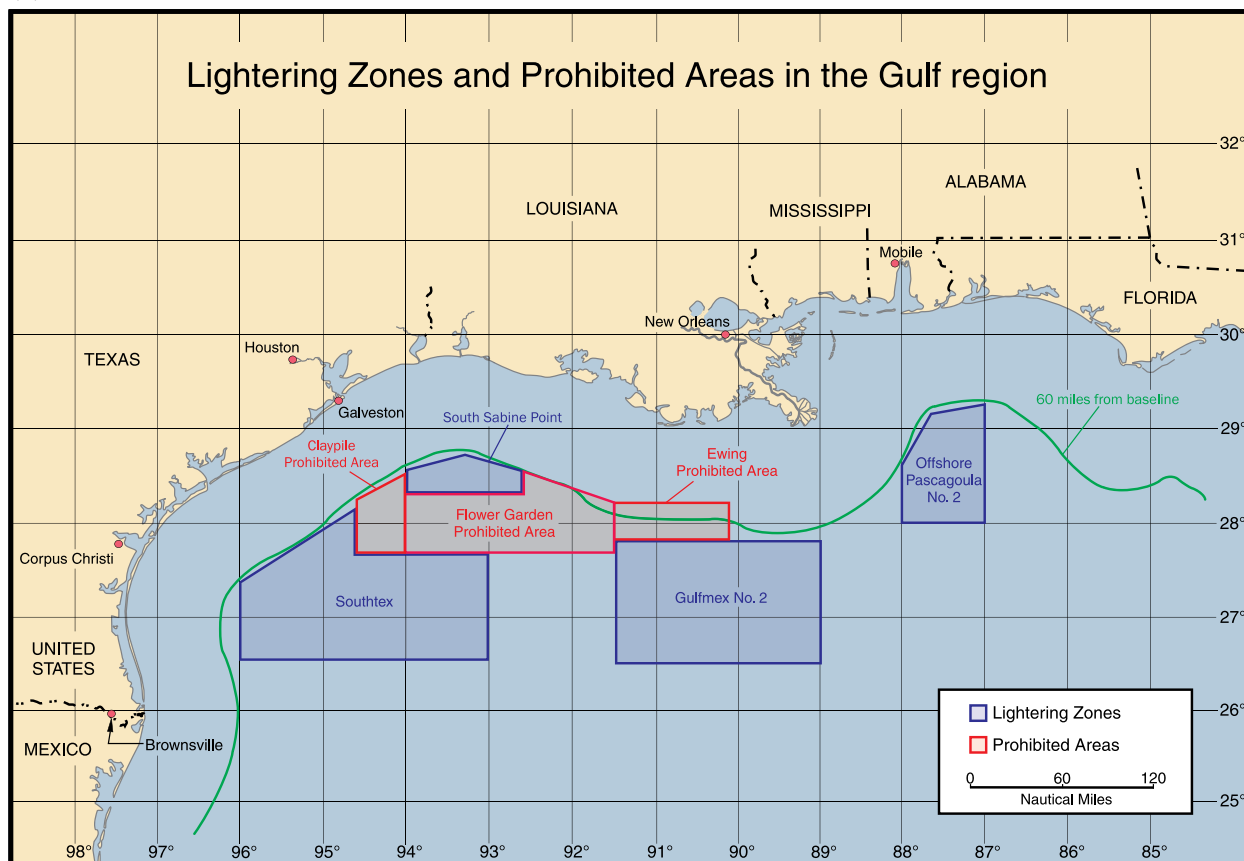 Lightering Zones and Prohibited Areas in the Gulf region
32°
ALABAMA
LOUISIANA
MISSISSIPPI
31°
Mobile
FLORIDA
New Orleans
30°
Houston
TEXAS
Galveston
60 miles from baseline
29°
South Sabine Point
Claypile
Prohibited Area
Ewing
Prohibited Area
Offshore
Pascagoula
No. 2
Flower Garden
Prohibited Area
28°
Corpus Christi
Southtex
Gulfmex No. 2
27°
UNITED
STATES
26°
MEXICO
Brownsville
Lightering Zones
Prohibited Areas
0 60 120
Nautical Miles
25°
98° 97° 96° 95° 94° 93° 92° 91° 90° 89° 88° 87° 86° 85°